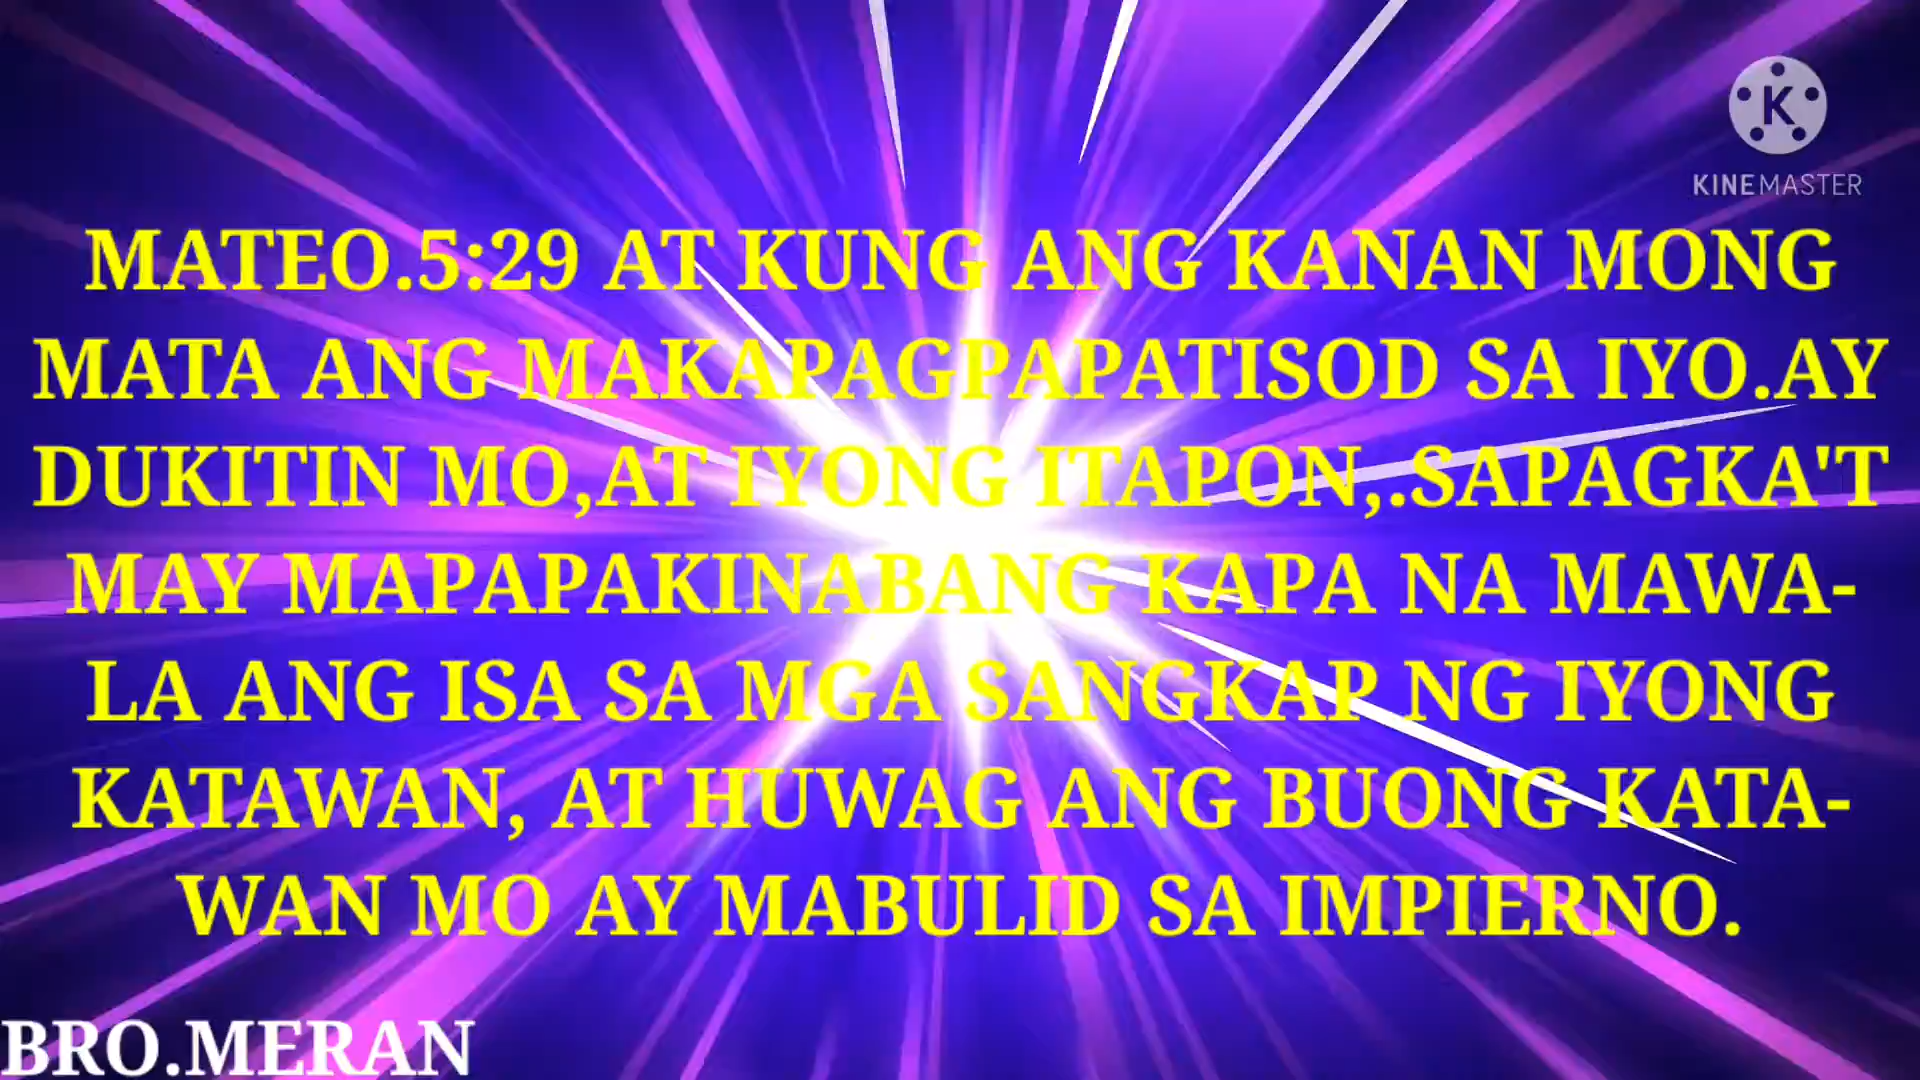 KINEMASTER
MATEO.5:29 AT KUNG ANG KANAN MONG
MATA ANG MAKAPAGPAPATISOD SA IYO.AY
DUKITIN MO,AT IYONG ITAPON,.SAPAGKA'T
MAY MAPAPAKINABANG KAPA NA MAWA-
LA ANG ISA SA MGA SANGKAP NG IYONG
KATAWAN, AT HUWAG ANG BUONG KATA-
WAN MO AY MABULID SA IMPIERNO.
BRO.MERAN